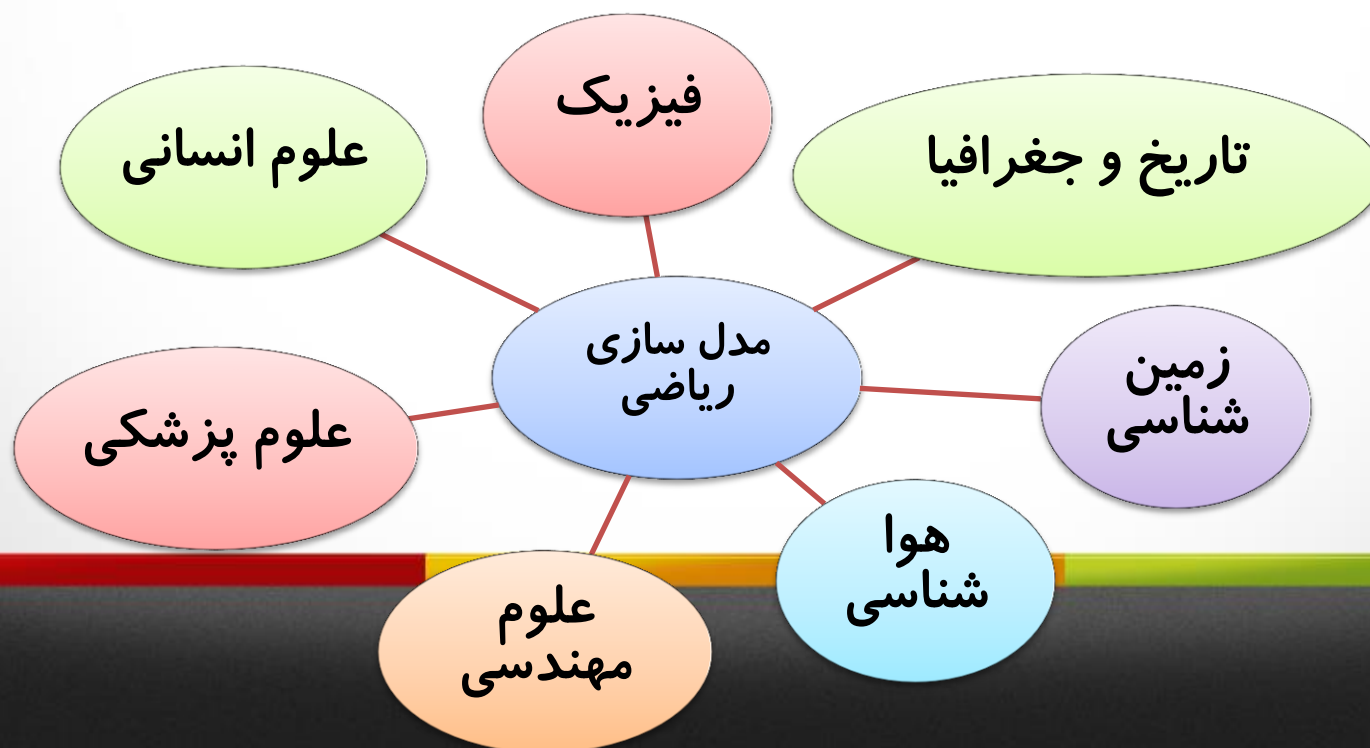 فیزیک
تاریخ و جغرافیا
علوم انسانی
مدل سازی
ریاضی
زمین
شناسی
علوم پزشکی
هوا
شناسی
علوم
مهندسی